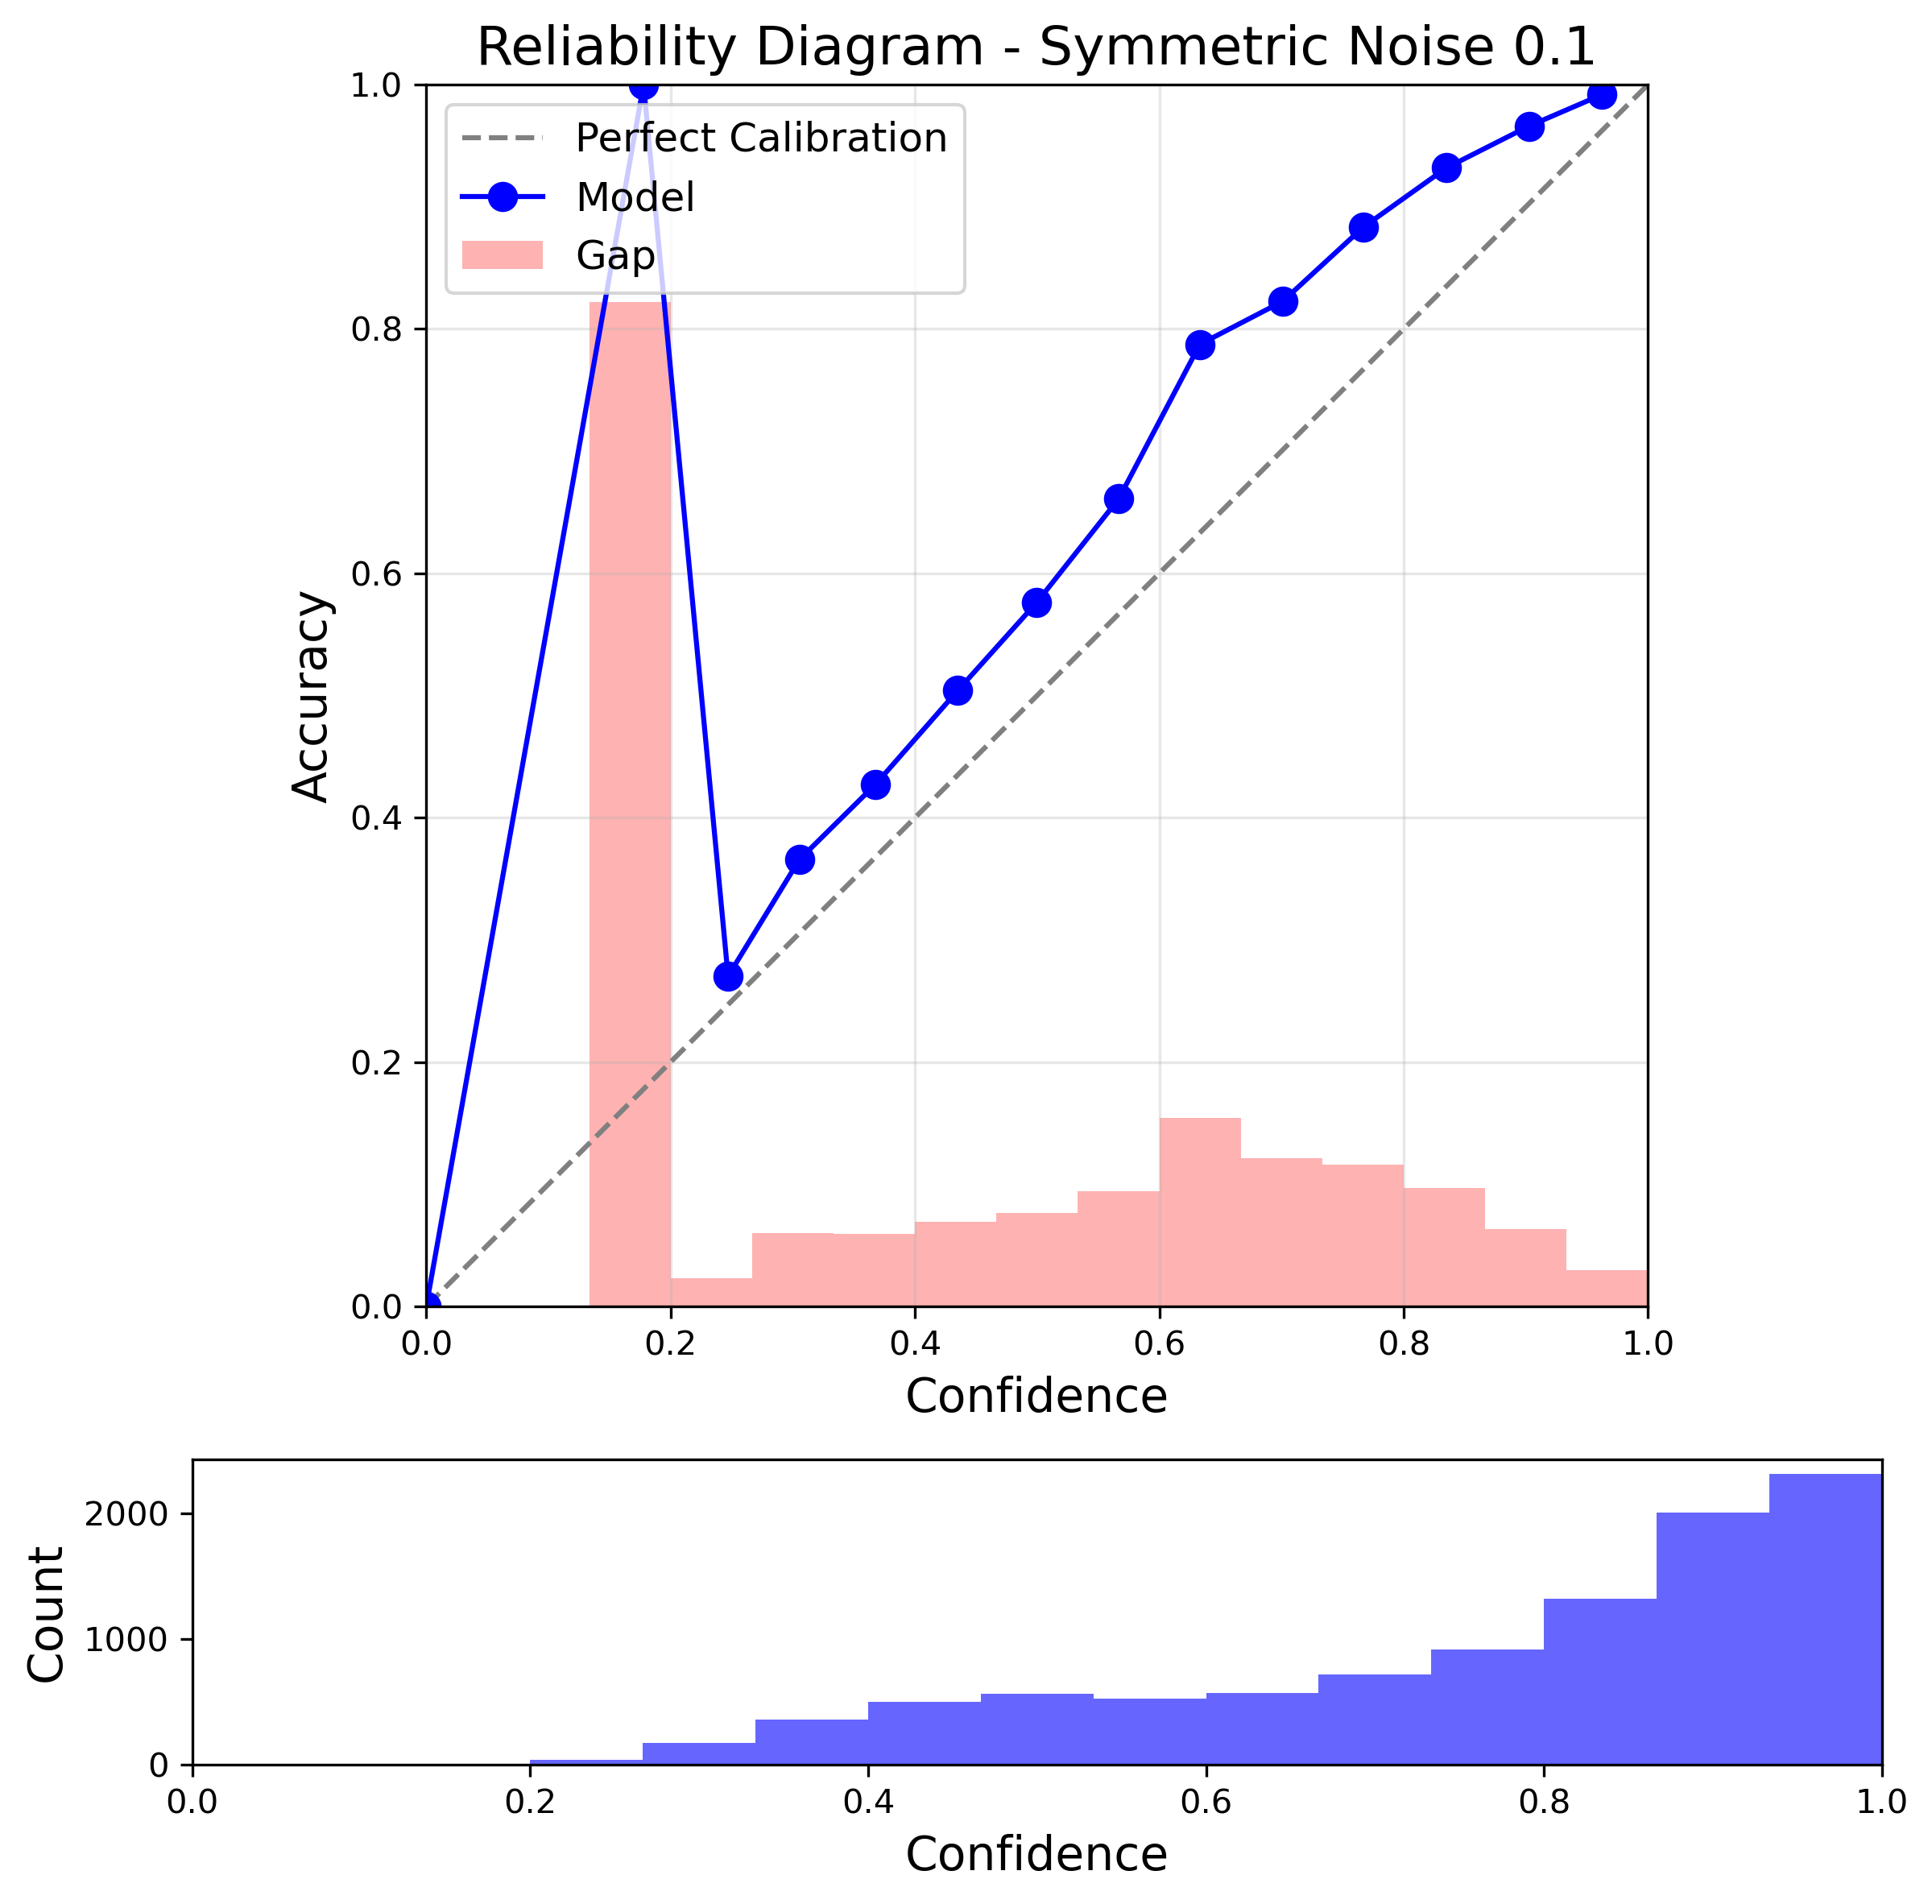 Reliability Diagram - Symmetric Noise 0.1
1.0
0.8
0.6
0.4
0.2
0.0
Accuracy
Perfect Calibration
Model
Gap
0.0 0.2 0.4 0.6 0.8 1.0
Confidence
2000
1000
0
Count
0.0 0.2 0.4 0.6 0.8 1.0
Confidence